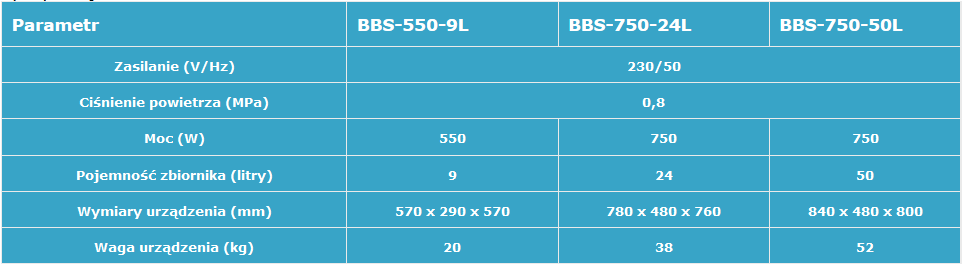 Parametr BBS-550-9L BBS-750-24L BBS-750-50L
Zasilanie (V/Hz) 230/50
Ciśnienie powietrza (MPa) 0,8
Moc (W) 550 750 750
Pojemność zbiornika (litry) 9 24 50
Wymiary urządzenia (mm) 570 x 290 x 570 780 x 480 x 760 840 x 480 x 800
Waga urządzenia (kg) 20 38 52